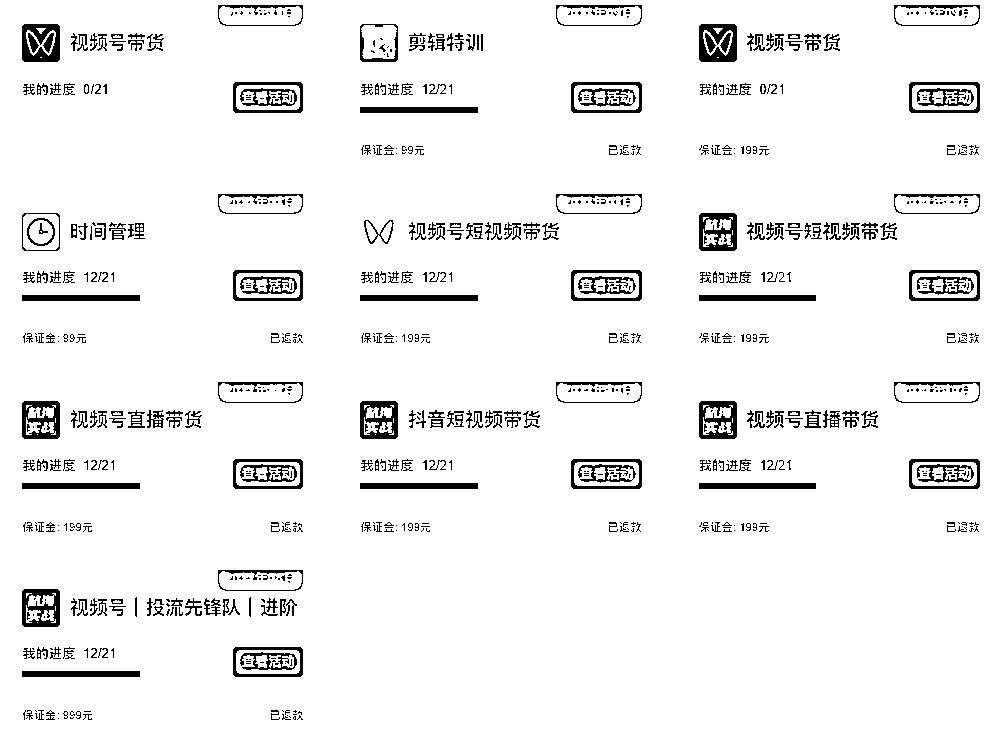 视频号带货
我的进度 0/21
查看活动
剪辑特训
我的进度 12/21
查看活动
保证金: 99元
已退款
视频号带货
我的进度 0/21
查看活动
保证金: 199元
已退款
时间管理
我的进度 12/21
查看活动
保证金: 99元
已退款
视频号短视频带货
我的进度 12/21
查看活动
保证金: 199元
已退款
航海
实战
视频号短视频带货
我的进度 12/21
查看活动
保证金: 199元
已退款
航海
实战
视频号直播带货
我的进度 12/21
查看活动
保证金: 199元
已退款
航海
实战
抖音短视频带货
我的进度 12/21
查看活动
保证金: 199元
已退款
航海
实战
视频号直播带货
我的进度 12/21
查看活动
保证金: 199元
已退款
航海
实战
视频号｜投流先锋队｜进阶
我的进度 12/21
查看活动
保证金: 999元
已退款